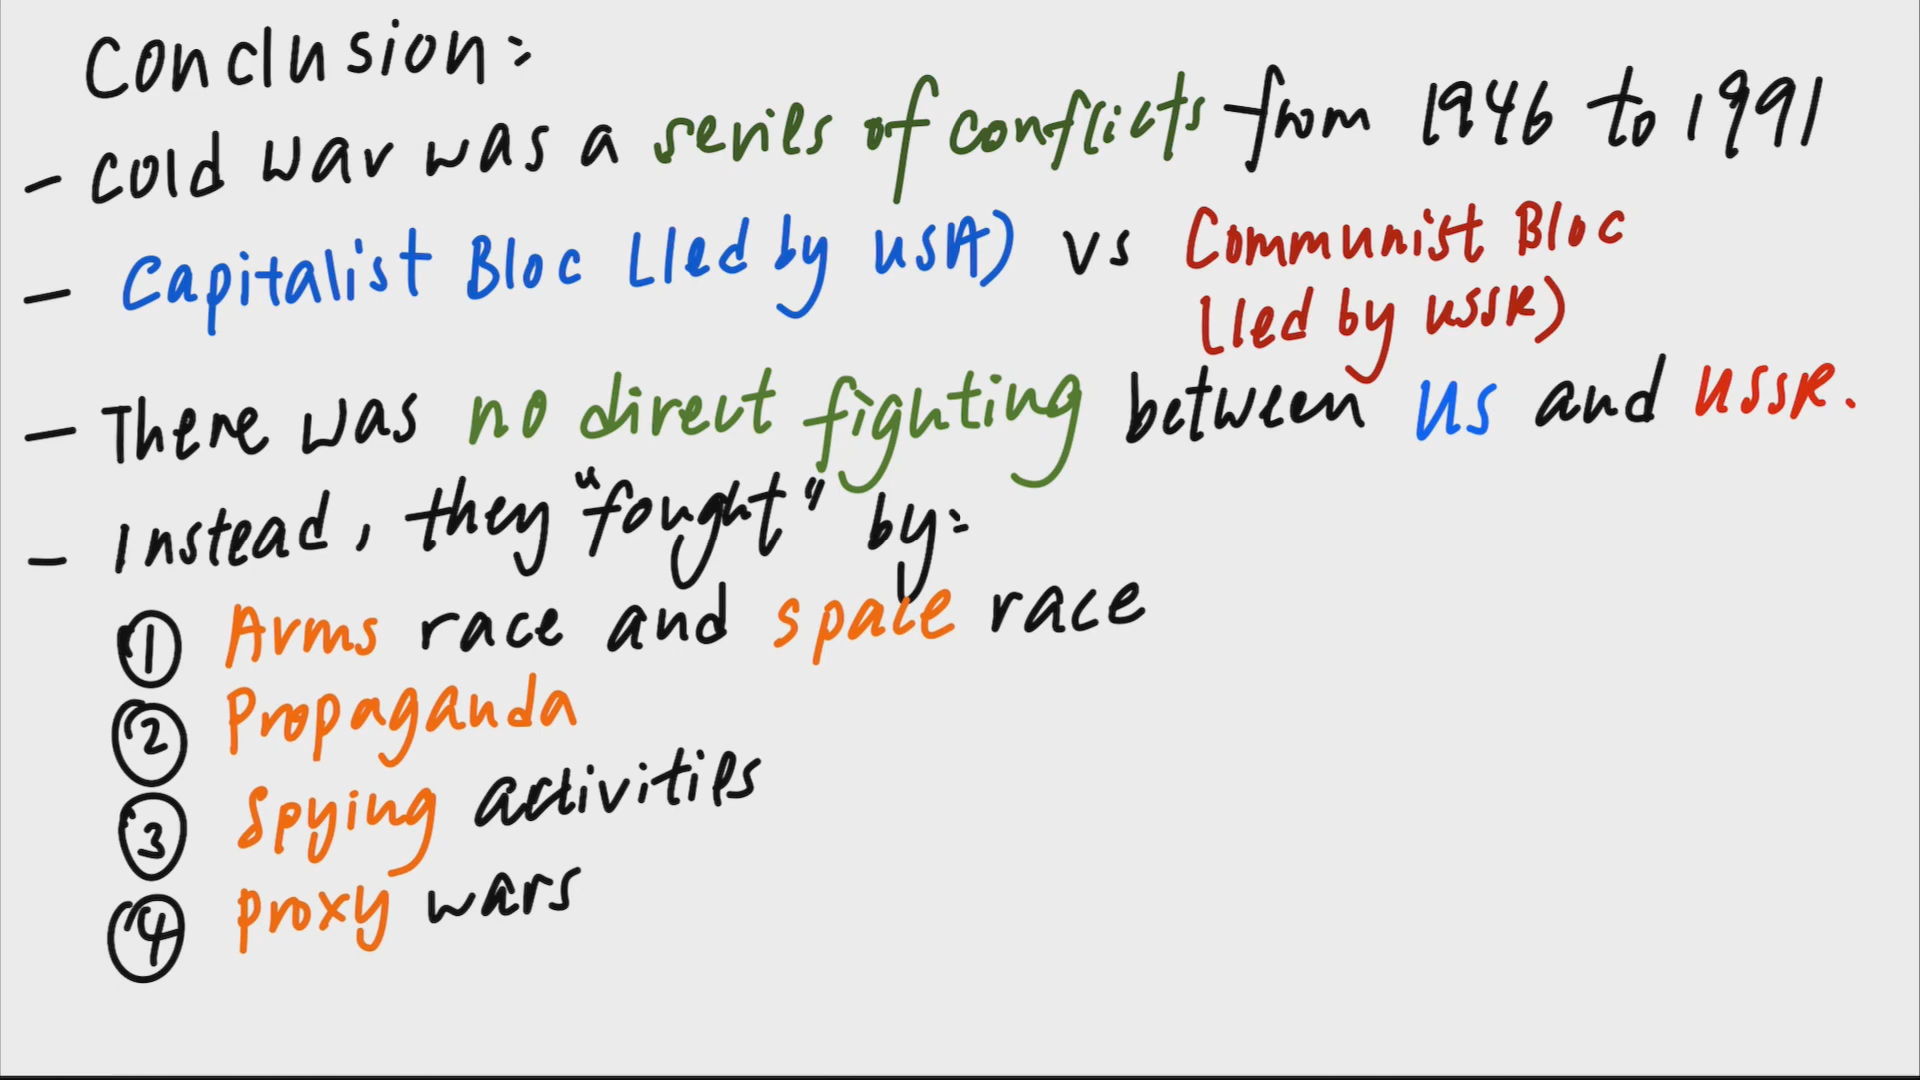 Conclusion:
- Cold War was a series of conflicts from 1946 to 1991
- Capitalist Bloc (led by USA) vs Communist Bloc
(led by USSR)
- There was no direct fighting between US and USSR.
- Instead, they "fought" by:
① Arms race and space race
② Propaganda
③ Spying activities
④ Proxy wars